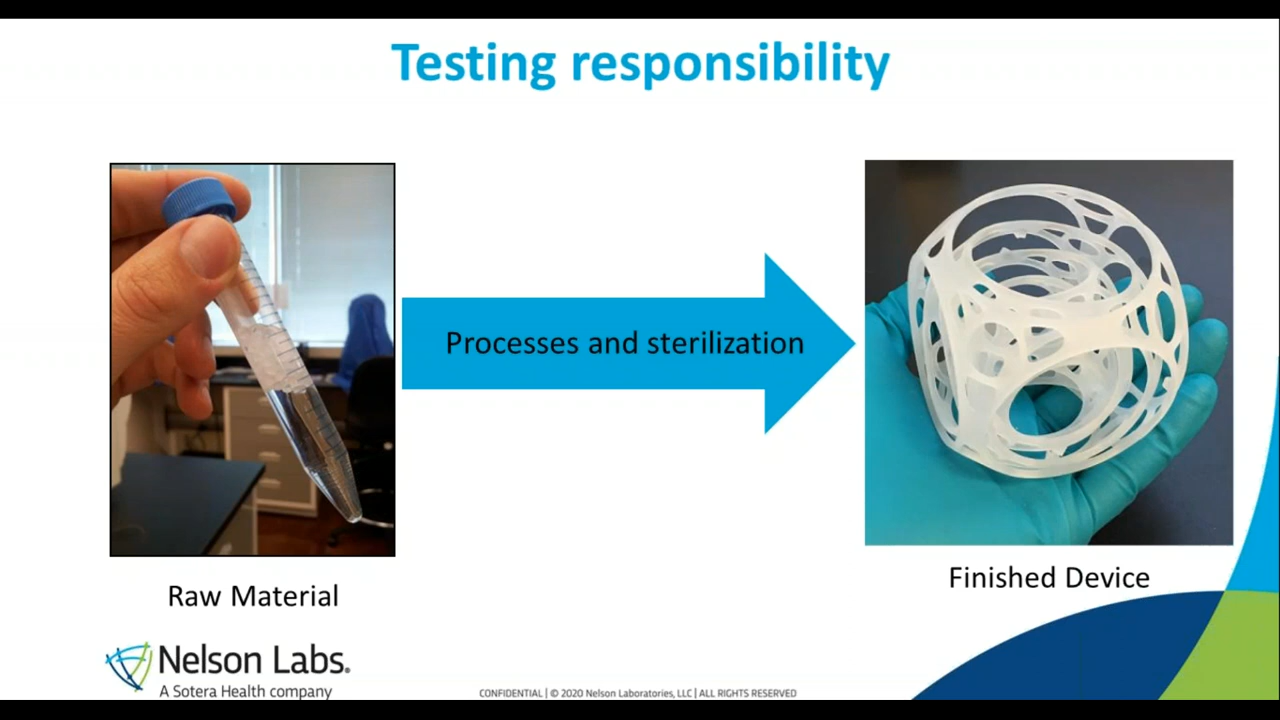 Testing responsibility
Processes and sterilization
Raw Material
Finished Device
Nelson Labs.
A Sotera Health company
CONFIDENTIAL | © 2020 Nelson Laboratories, LLC | ALL RIGHTS RESERVED